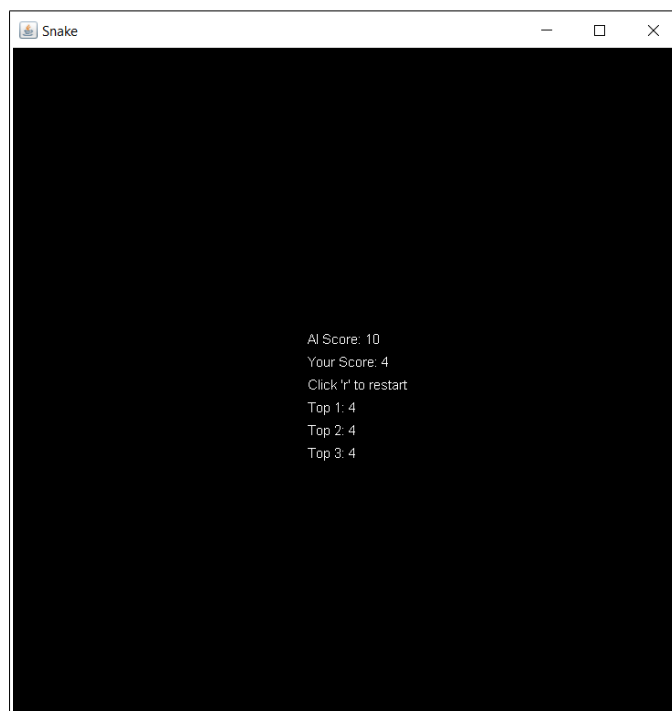 Snake
AI Score: 10
Your Score: 4
Click 'r' to restart
Top 1: 4
Top 2: 4
Top 3: 4